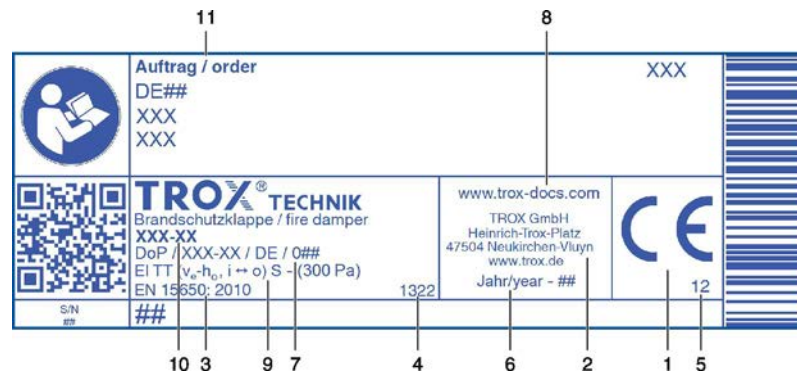 11 8
Auftrag / order XXX
DE##
XXX
XXX
TROX® TECHNIK
Brandschutzklappe / fire damper
XXX-XX
DoP / XXX-XX / DE / 0##
EI TT (vₑ-hₒ, i ↔ o) S - (300 Pa)
EN 15650: 2010 1322
www.trox-docs.com
TROX GmbH
Heinrich-Trox-Platz
47504 Neukirchen-Vluyn
www.trox.de
Jahr/year - ##
CE
12
S/N
##
##
10 3 9 7 4 6 2 1 5